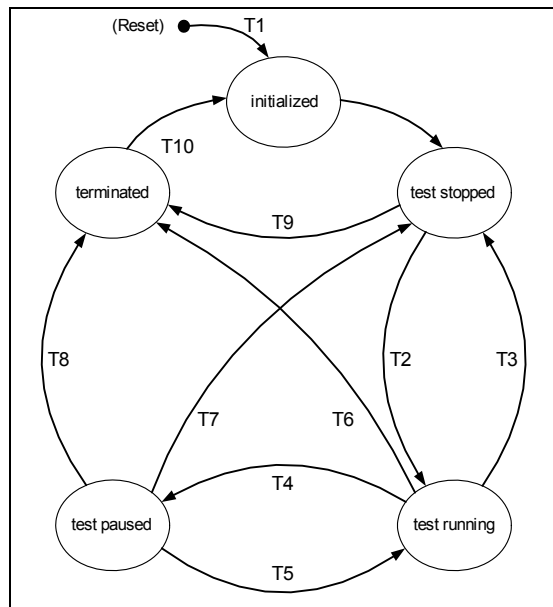 (Reset)
T1
initialized
T10
terminated
test stopped
T9
T8
T7
T6
T2
T3
T4
test paused
test running
T5